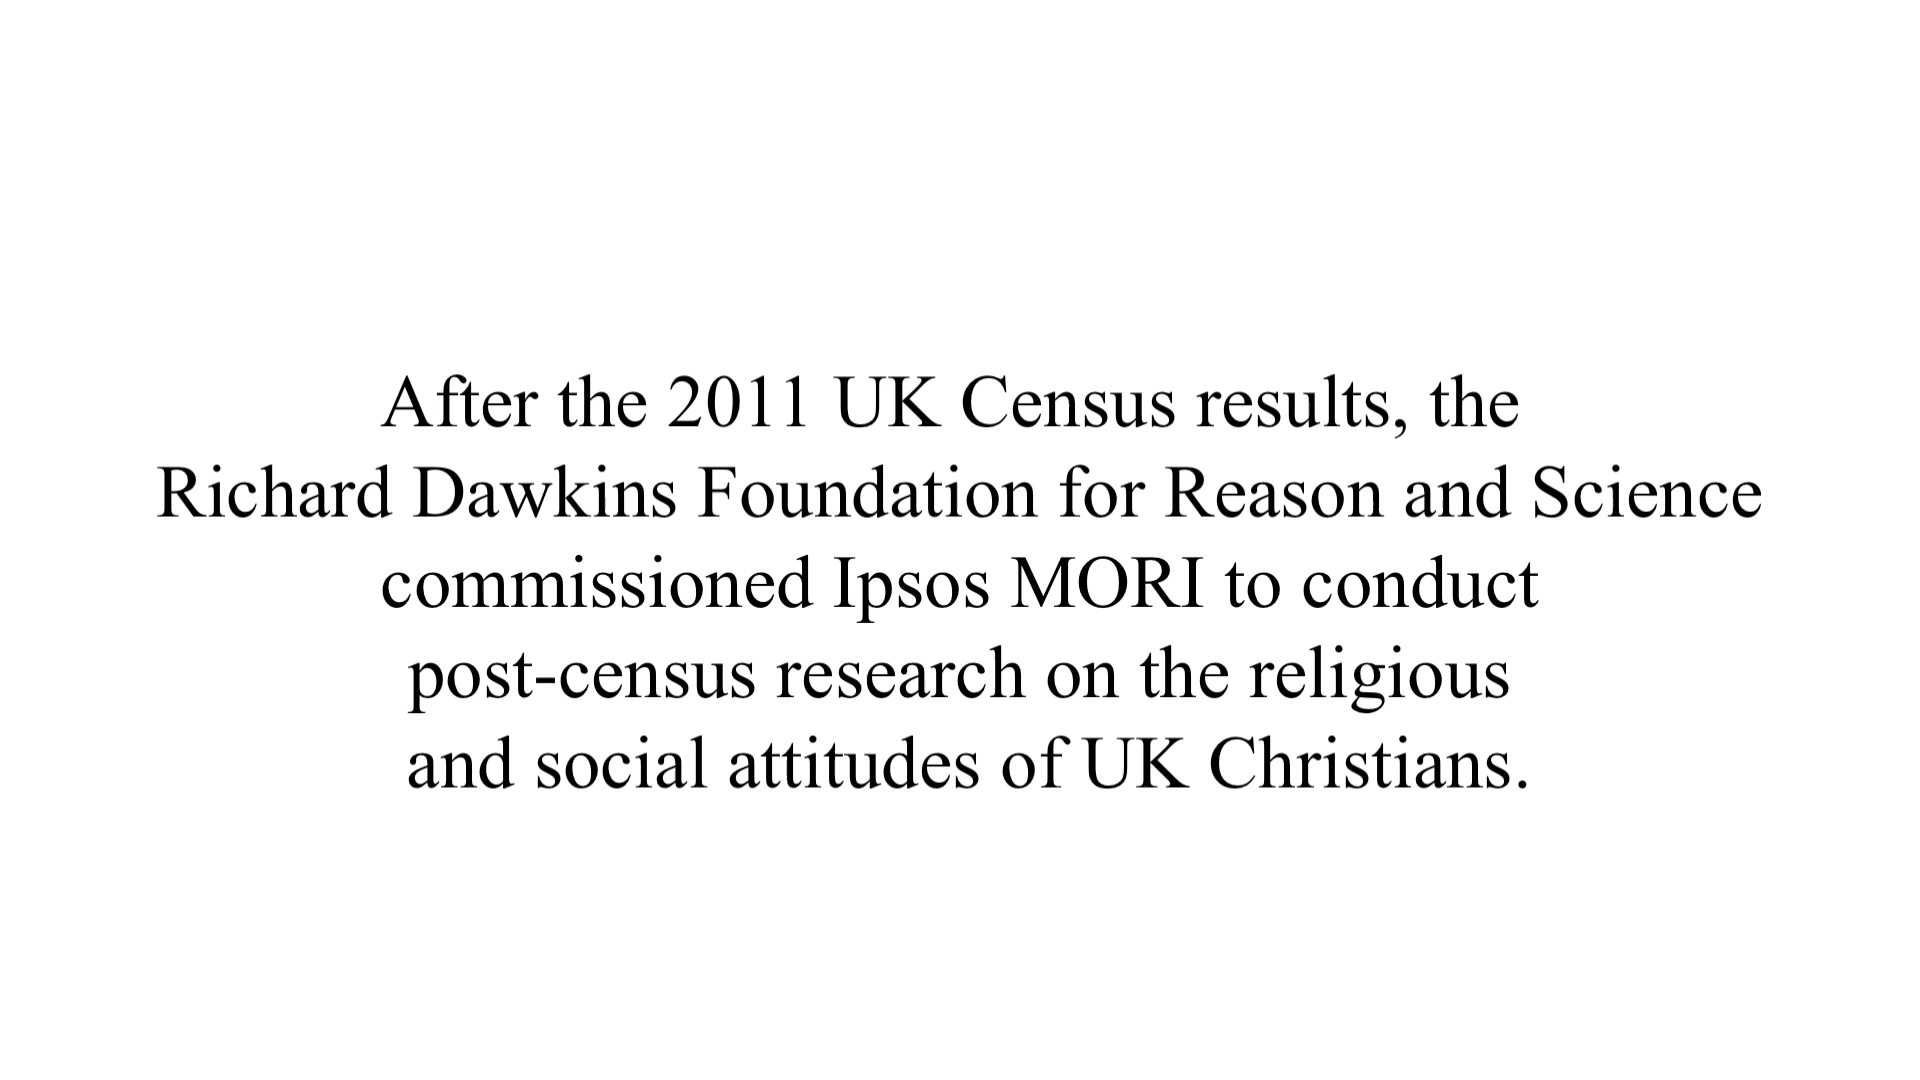 After the 2011 UK Census results, the
Richard Dawkins Foundation for Reason and Science
commissioned Ipsos MORI to conduct
post-census research on the religious
and social attitudes of UK Christians.